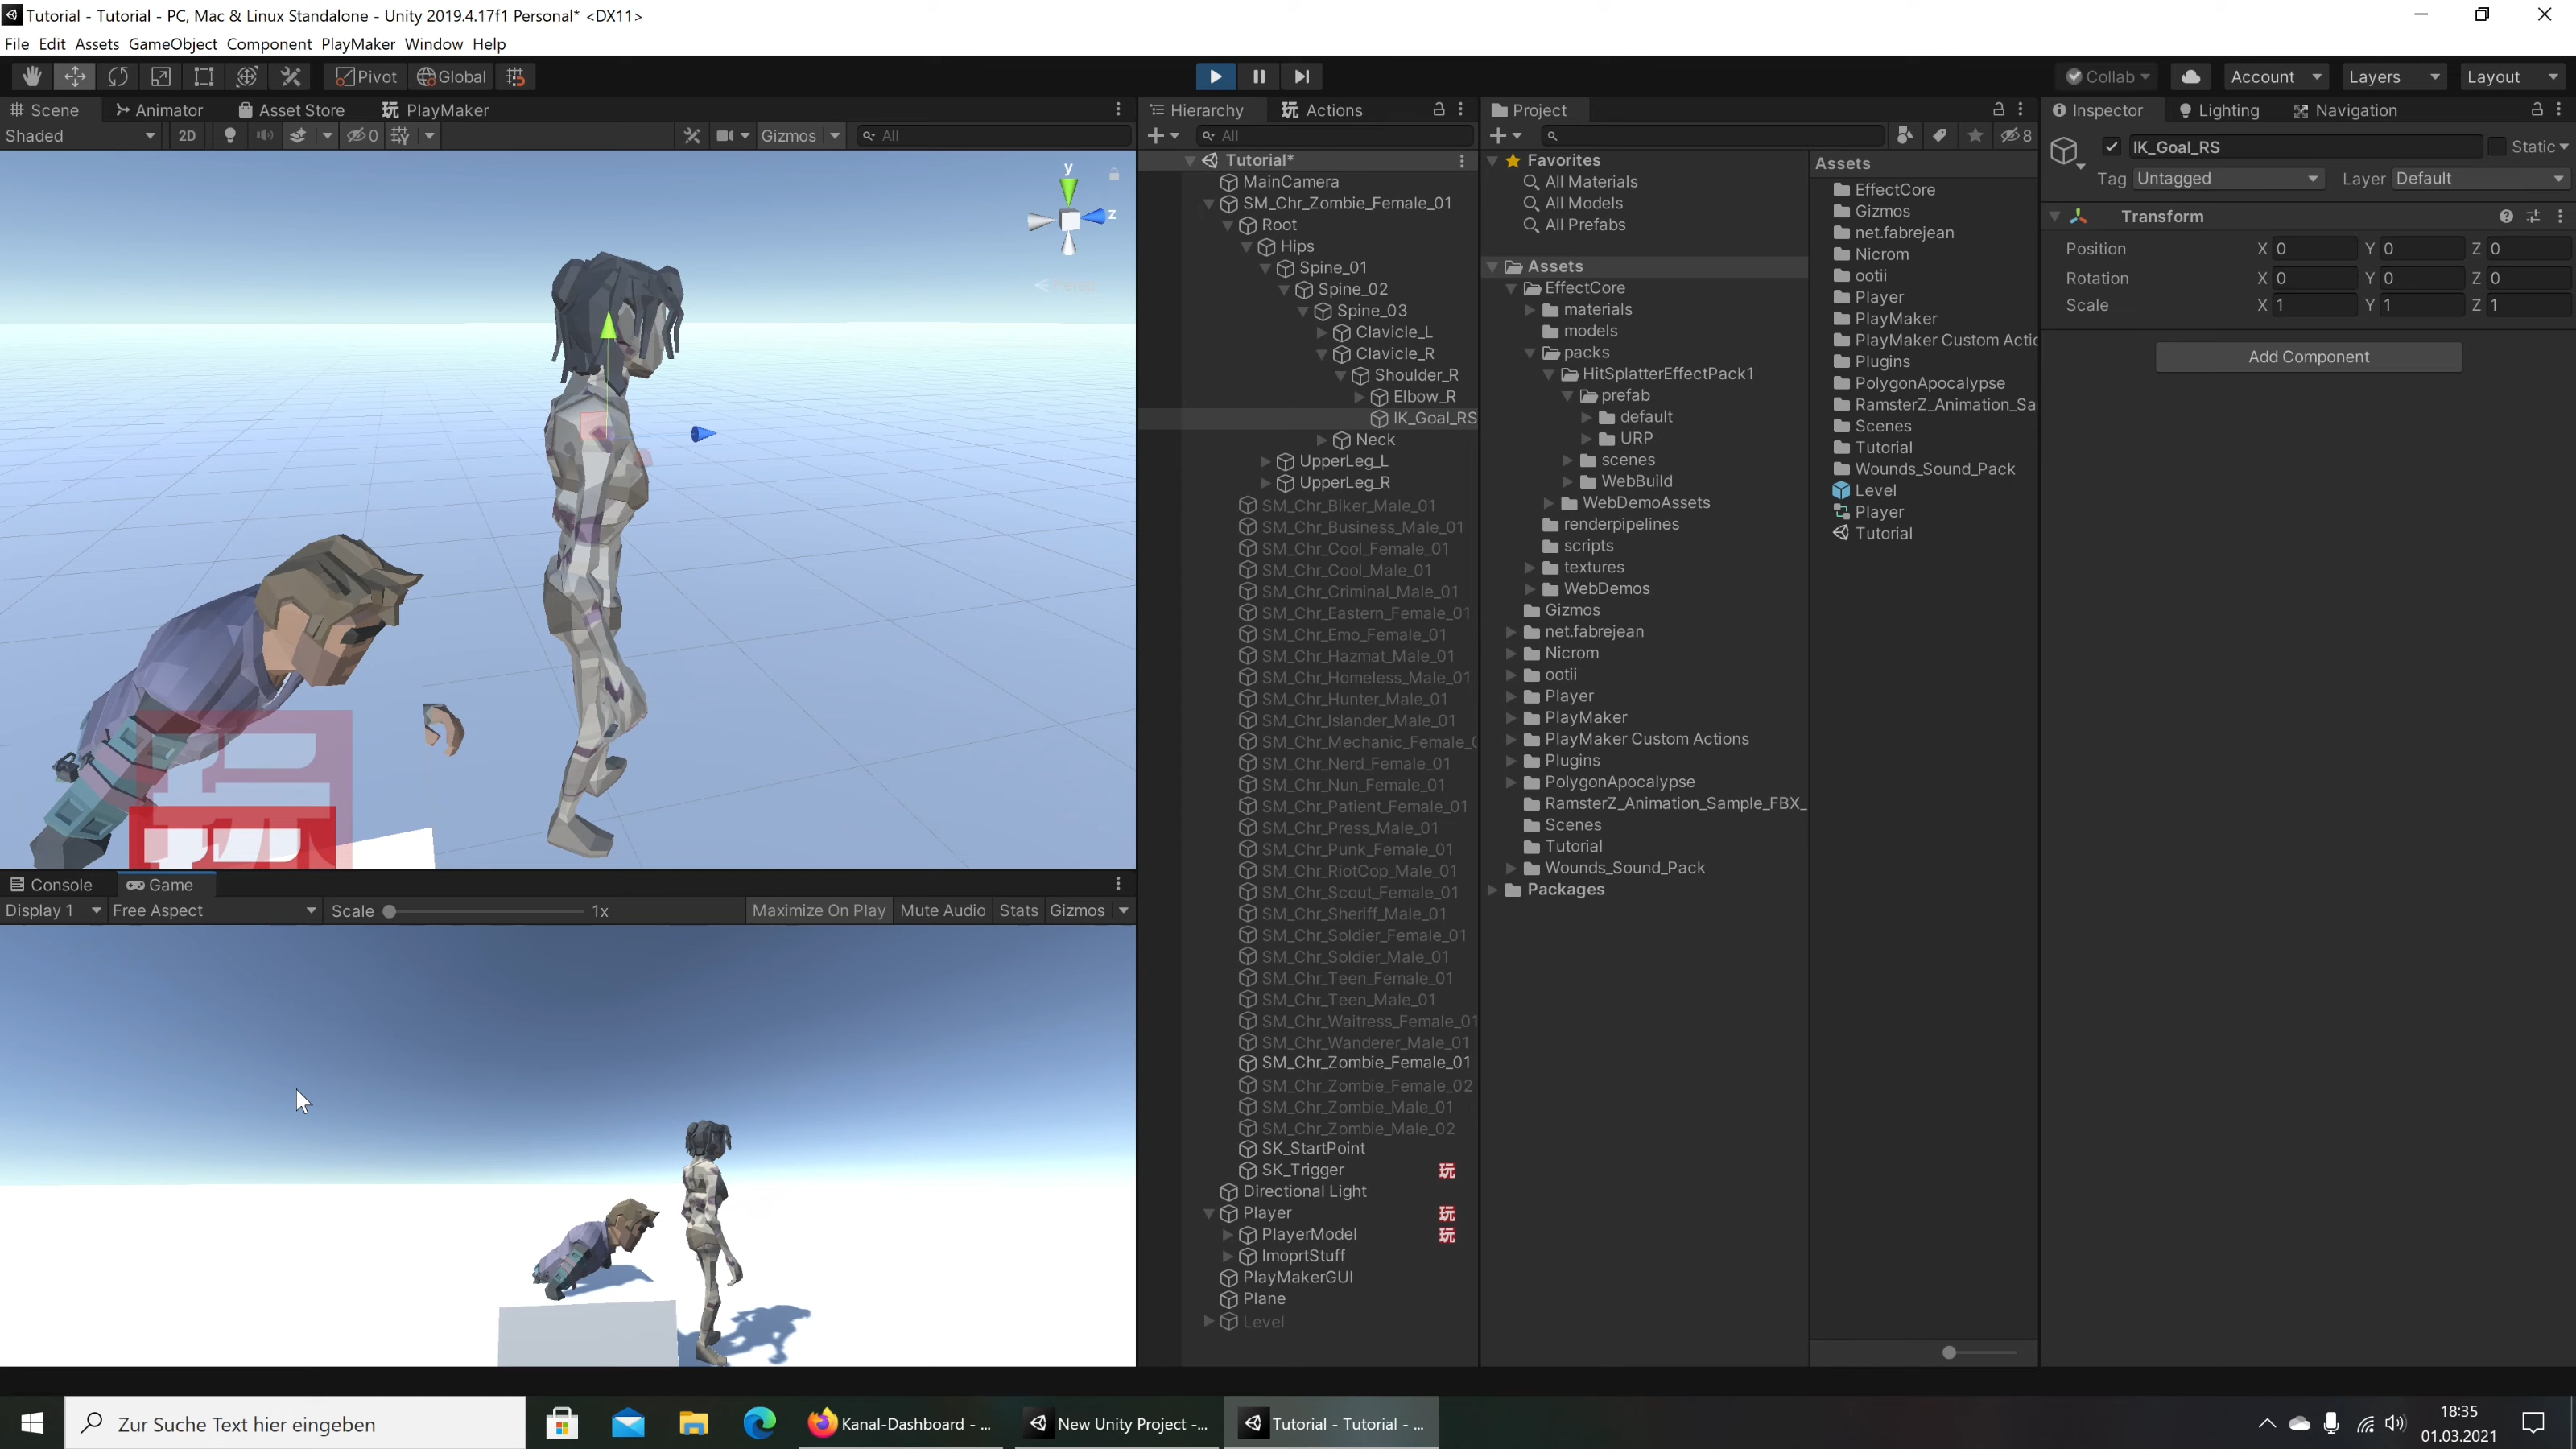 Tutorial - Tutorial - PC, Mac & Linux Standalone - Unity 2019.4.17f1 Personal* <DX11>
File Edit Assets GameObject Component PlayMaker Window Help
Pivot Global Collab Account Layers Layout
Scene Animator Asset Store PlayMaker
Shaded 2D 0 Gizmos All
y
z
Console Game
Display 1 Free Aspect Scale 1x Maximize On Play Mute Audio Stats Gizmos
Hierarchy Actions
All
Tutorial*
MainCamera
SM_Chr_Zombie_Female_01
Root
Hips
Spine_01
Spine_02
Spine_03
Clavicle_L
Clavicle_R
Shoulder_R
Elbow_R
IK_Goal_RS
Neck
UpperLeg_L
UpperLeg_R
SM_Chr_Biker_Male_01
SM_Chr_Business_Male_01
SM_Chr_Cool_Female_01
SM_Chr_Cool_Male_01
SM_Chr_Criminal_Male_01
SM_Chr_Eastern_Female_01
SM_Chr_Emo_Female_01
SM_Chr_Hazmat_Male_01
SM_Chr_Homeless_Male_01
SM_Chr_Hunter_Male_01
SM_Chr_Islander_Male_01
SM_Chr_Mechanic_Female_
SM_Chr_Nerd_Female_01
SM_Chr_Nun_Female_01
SM_Chr_Patient_Female_01
SM_Chr_Press_Male_01
SM_Chr_Punk_Female_01
SM_Chr_RiotCop_Male_01
SM_Chr_Scout_Female_01
SM_Chr_Sheriff_Male_01
SM_Chr_Soldier_Female_01
SM_Chr_Soldier_Male_01
SM_Chr_Teen_Female_01
SM_Chr_Teen_Male_01
SM_Chr_Waitress_Female_01
SM_Chr_Wanderer_Male_01
SM_Chr_Zombie_Female_01
SM_Chr_Zombie_Female_02
SM_Chr_Zombie_Male_01
SM_Chr_Zombie_Male_02
SK_StartPoint
SK_Trigger 玩
Directional Light
Player 玩
PlayerModel 玩
ImoprtStuff
PlayMakerGUI
Plane
Level
Project
8
Favorites
All Materials
All Models
All Prefabs
Assets
EffectCore
materials
models
packs
HitSplatterEffectPack1
prefab
default
URP
scenes
WebBuild
WebDemoAssets
renderpipelines
scripts
textures
WebDemos
Gizmos
net.fabrejean
Nicrom
ootii
Player
PlayMaker
PlayMaker Custom Actions
Plugins
PolygonApocalypse
RamsterZ_Animation_Sample_FBX_
Scenes
Tutorial
Wounds_Sound_Pack
Packages
Assets
EffectCore
Gizmos
net.fabrejean
Nicrom
ootii
Player
PlayMaker
PlayMaker Custom Actic
Plugins
PolygonApocalypse
RamsterZ_Animation_Sa
Scenes
Tutorial
Wounds_Sound_Pack
Level
Player
Tutorial
Inspector Lighting Navigation
IK_Goal_RS Static
Tag Untagged Layer Default
Transform
Position X 0 Y 0 Z 0
Rotation X 0 Y 0 Z 0
Scale X 1 Y 1 Z 1
Add Component
Zur Suche Text hier eingeben
Kanal-Dashboard - ...
New Unity Project -...
Tutorial - Tutorial - ...
18:35
01.03.2021